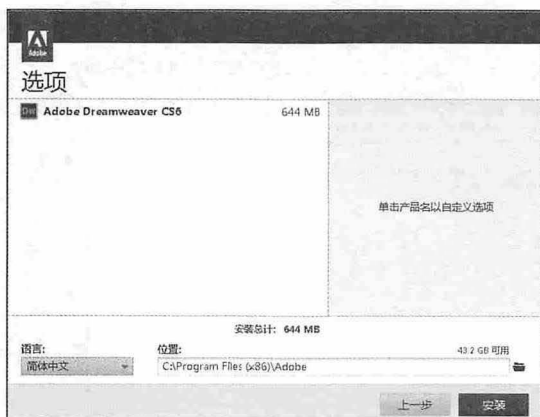 Adobe
选项
Dw Adobe Dreamweaver CS6 644 MB
单击产品名以自定义选项
安装总计: 644 MB
语言: 位置: 43.2 GB 可用
简体中文 C:\Program Files (x86)\Adobe
上一步 安装